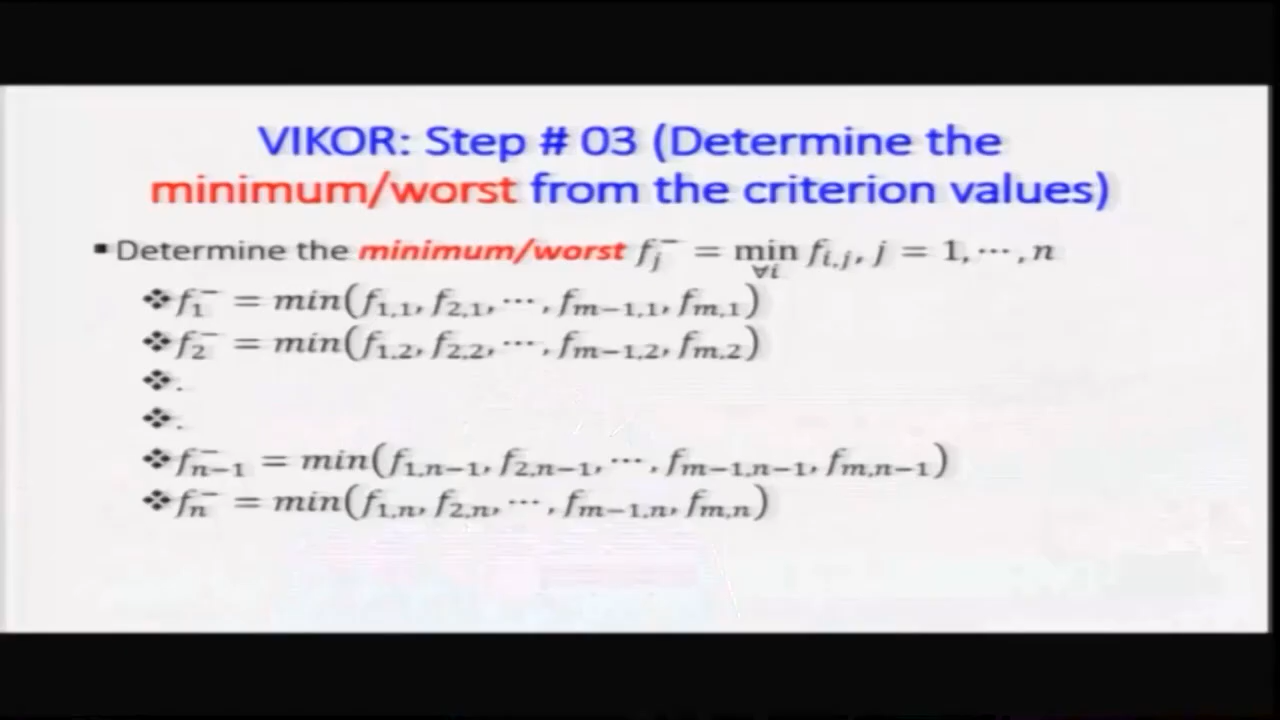 VIKOR: Step # 03 (Determine the
minimum/worst from the criterion values)
▪ Determine the minimum/worst f_j^- = min_{∀i} f_{i,j}, j = 1, ⋯, n
❖ f_1^- = min(f_{1,1}, f_{2,1}, ⋯, f_{m−1,1}, f_{m,1})
❖ f_2^- = min(f_{1,2}, f_{2,2}, ⋯, f_{m−1,2}, f_{m,2})
❖ .
❖ .
❖ f_{n−1}^- = min(f_{1,n−1}, f_{2,n−1}, ⋯, f_{m−1,n−1}, f_{m,n−1})
❖ f_n^- = min(f_{1,n}, f_{2,n}, ⋯, f_{m−1,n}, f_{m,n})